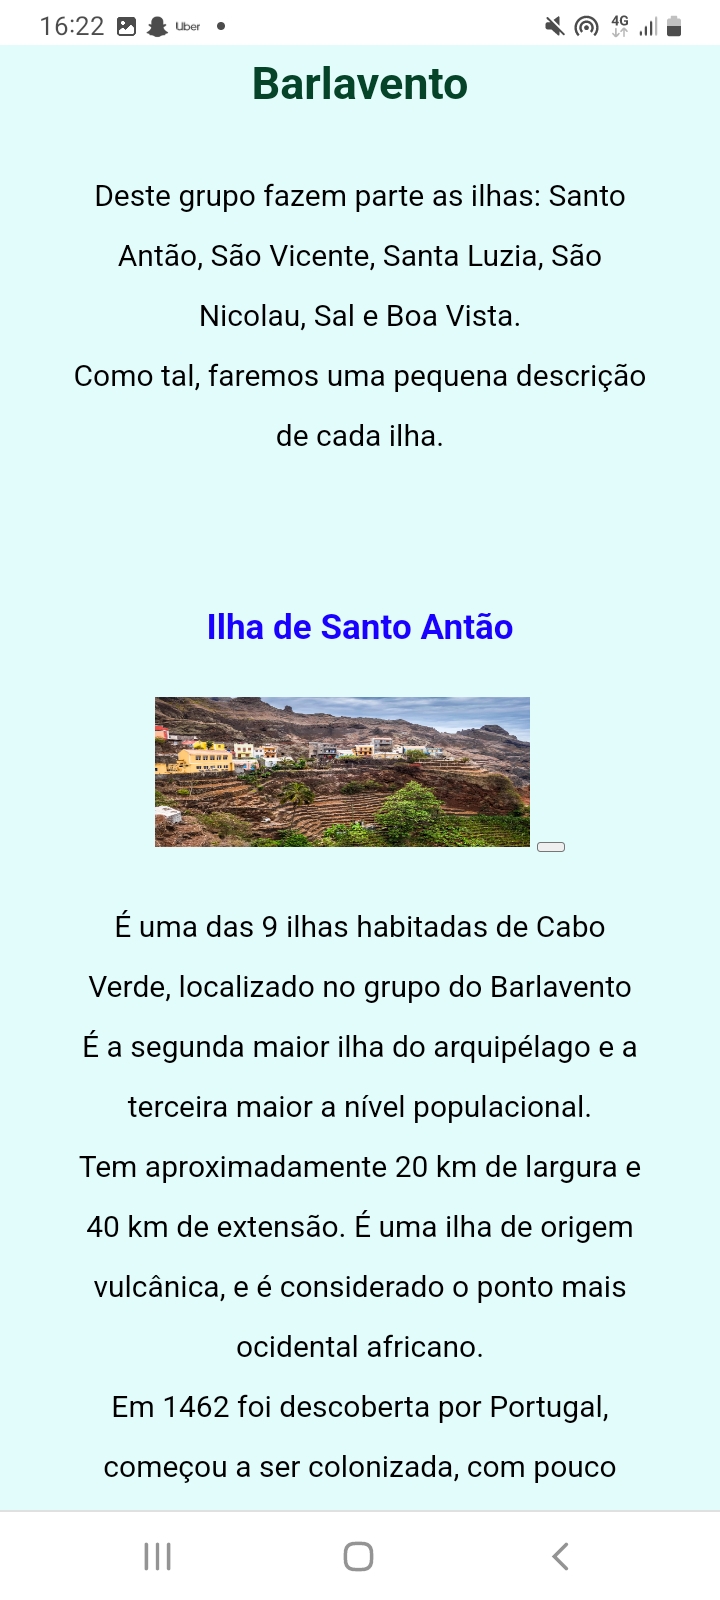 16:22 Uber 4G
Barlavento
Deste grupo fazem parte as ilhas: Santo
Antão, São Vicente, Santa Luzia, São
Nicolau, Sal e Boa Vista.
Como tal, faremos uma pequena descrição
de cada ilha.
Ilha de Santo Antão
É uma das 9 ilhas habitadas de Cabo
Verde, localizado no grupo do Barlavento
É a segunda maior ilha do arquipélago e a
terceira maior a nível populacional.
Tem aproximadamente 20 km de largura e
40 km de extensão. É uma ilha de origem
vulcânica, e é considerado o ponto mais
ocidental africano.
Em 1462 foi descoberta por Portugal,
começou a ser colonizada, com pouco